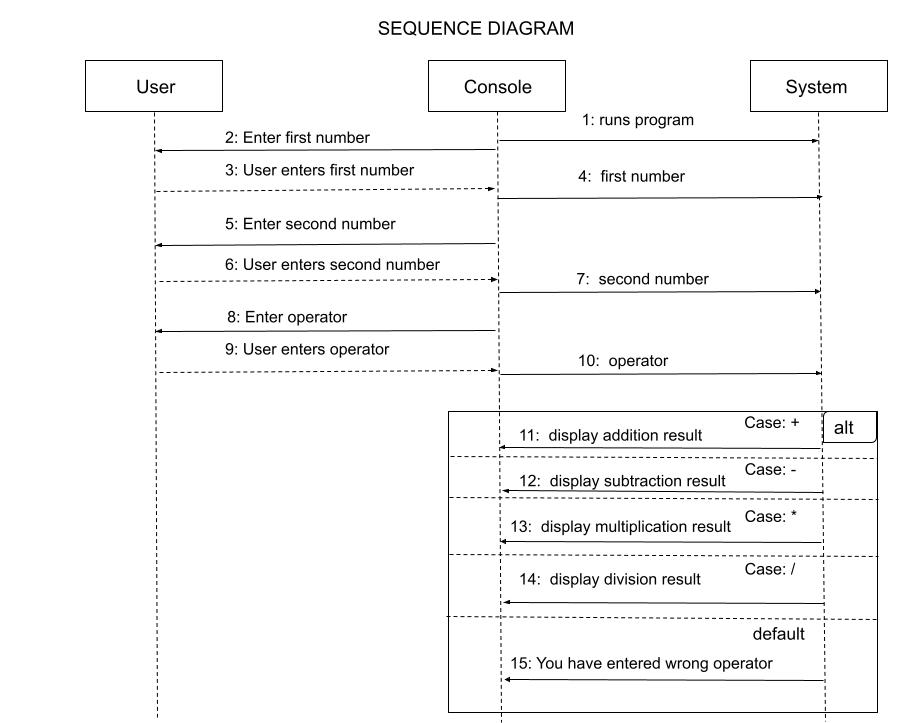 SEQUENCE DIAGRAM
User
Console
System
1: runs program
2: Enter first number
3: User enters first number
4: first number
5: Enter second number
6: User enters second number
7: second number
8: Enter operator
9: User enters operator
10: operator
alt
Case: +
11: display addition result
Case: -
12: display subtraction result
Case: *
13: display multiplication result
Case: /
14: display division result
default
15: You have entered wrong operator